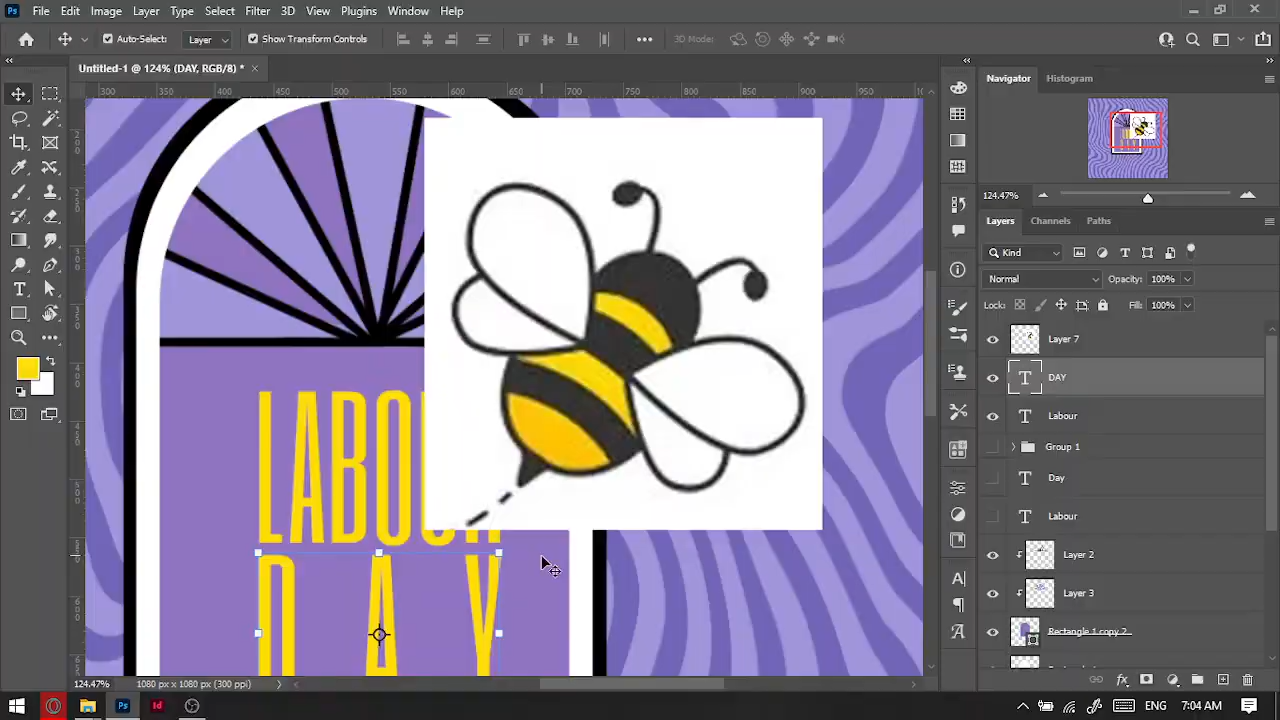 Ps File Edit Image Layer Type Select Filter 3D View Plugins Window Help
Auto-Select: Layer Show Transform Controls 3D Mode:
Untitled-1 @ 124% (DAY, RGB/8) *
300 350 400 450 500 550 600 650 700 750 800 850 900 950
LABOU
DAY
Navigator Histogram
124.47%
Layers Channels Paths
Kind
Normal Opacity: 100%
Lock: Fill: 100%
Layer 7
DAY
Labour
Group 1
Day
Labour
Layer 2
Layer 3
Rectangle 1 copy 2
124.47% 1080 px x 1080 px (300 ppi)
Ps Id 7:04 AM